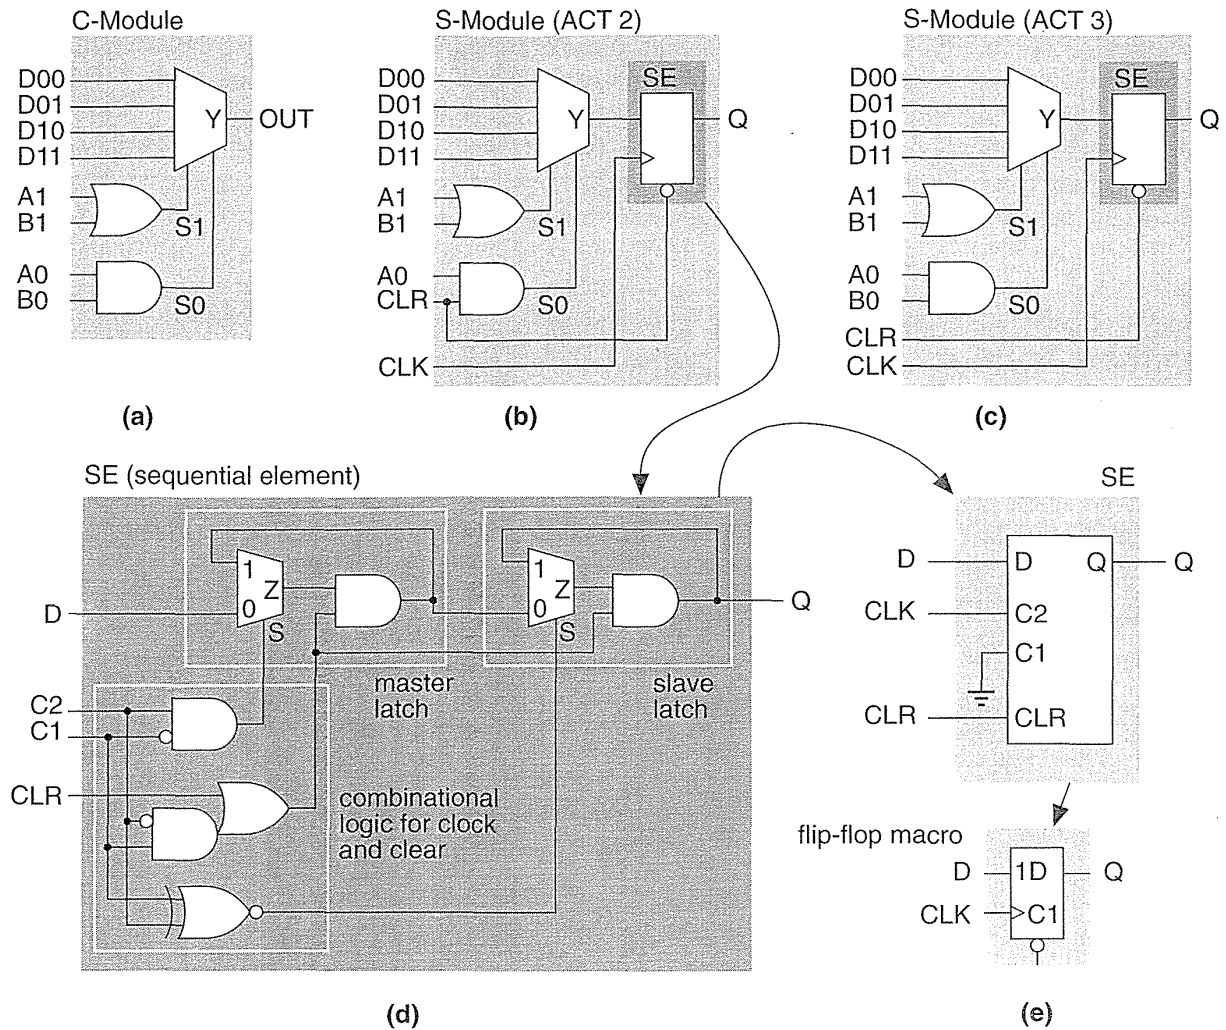 C-Module
D00
D01
D10
D11
Y
OUT
A1
B1
S1
A0
B0
S0
(a)
S-Module (ACT 2)
SE
D00
D01
D10
D11
Y
Q
A1
B1
S1
A0
CLR
S0
CLK
(b)
S-Module (ACT 3)
SE
D00
D01
D10
D11
Y
Q
A1
B1
S1
A0
B0
S0
CLR
CLK
(c)
SE (sequential element)
1
Z
0
S
D
master
latch
1
Z
0
S
Q
slave
latch
C2
C1
CLR
combinational
logic for clock
and clear
(d)
SE
D
D
Q
Q
CLK
C2
C1
CLR
CLR
flip-flop macro
D
1D
Q
CLK
C1
(e)